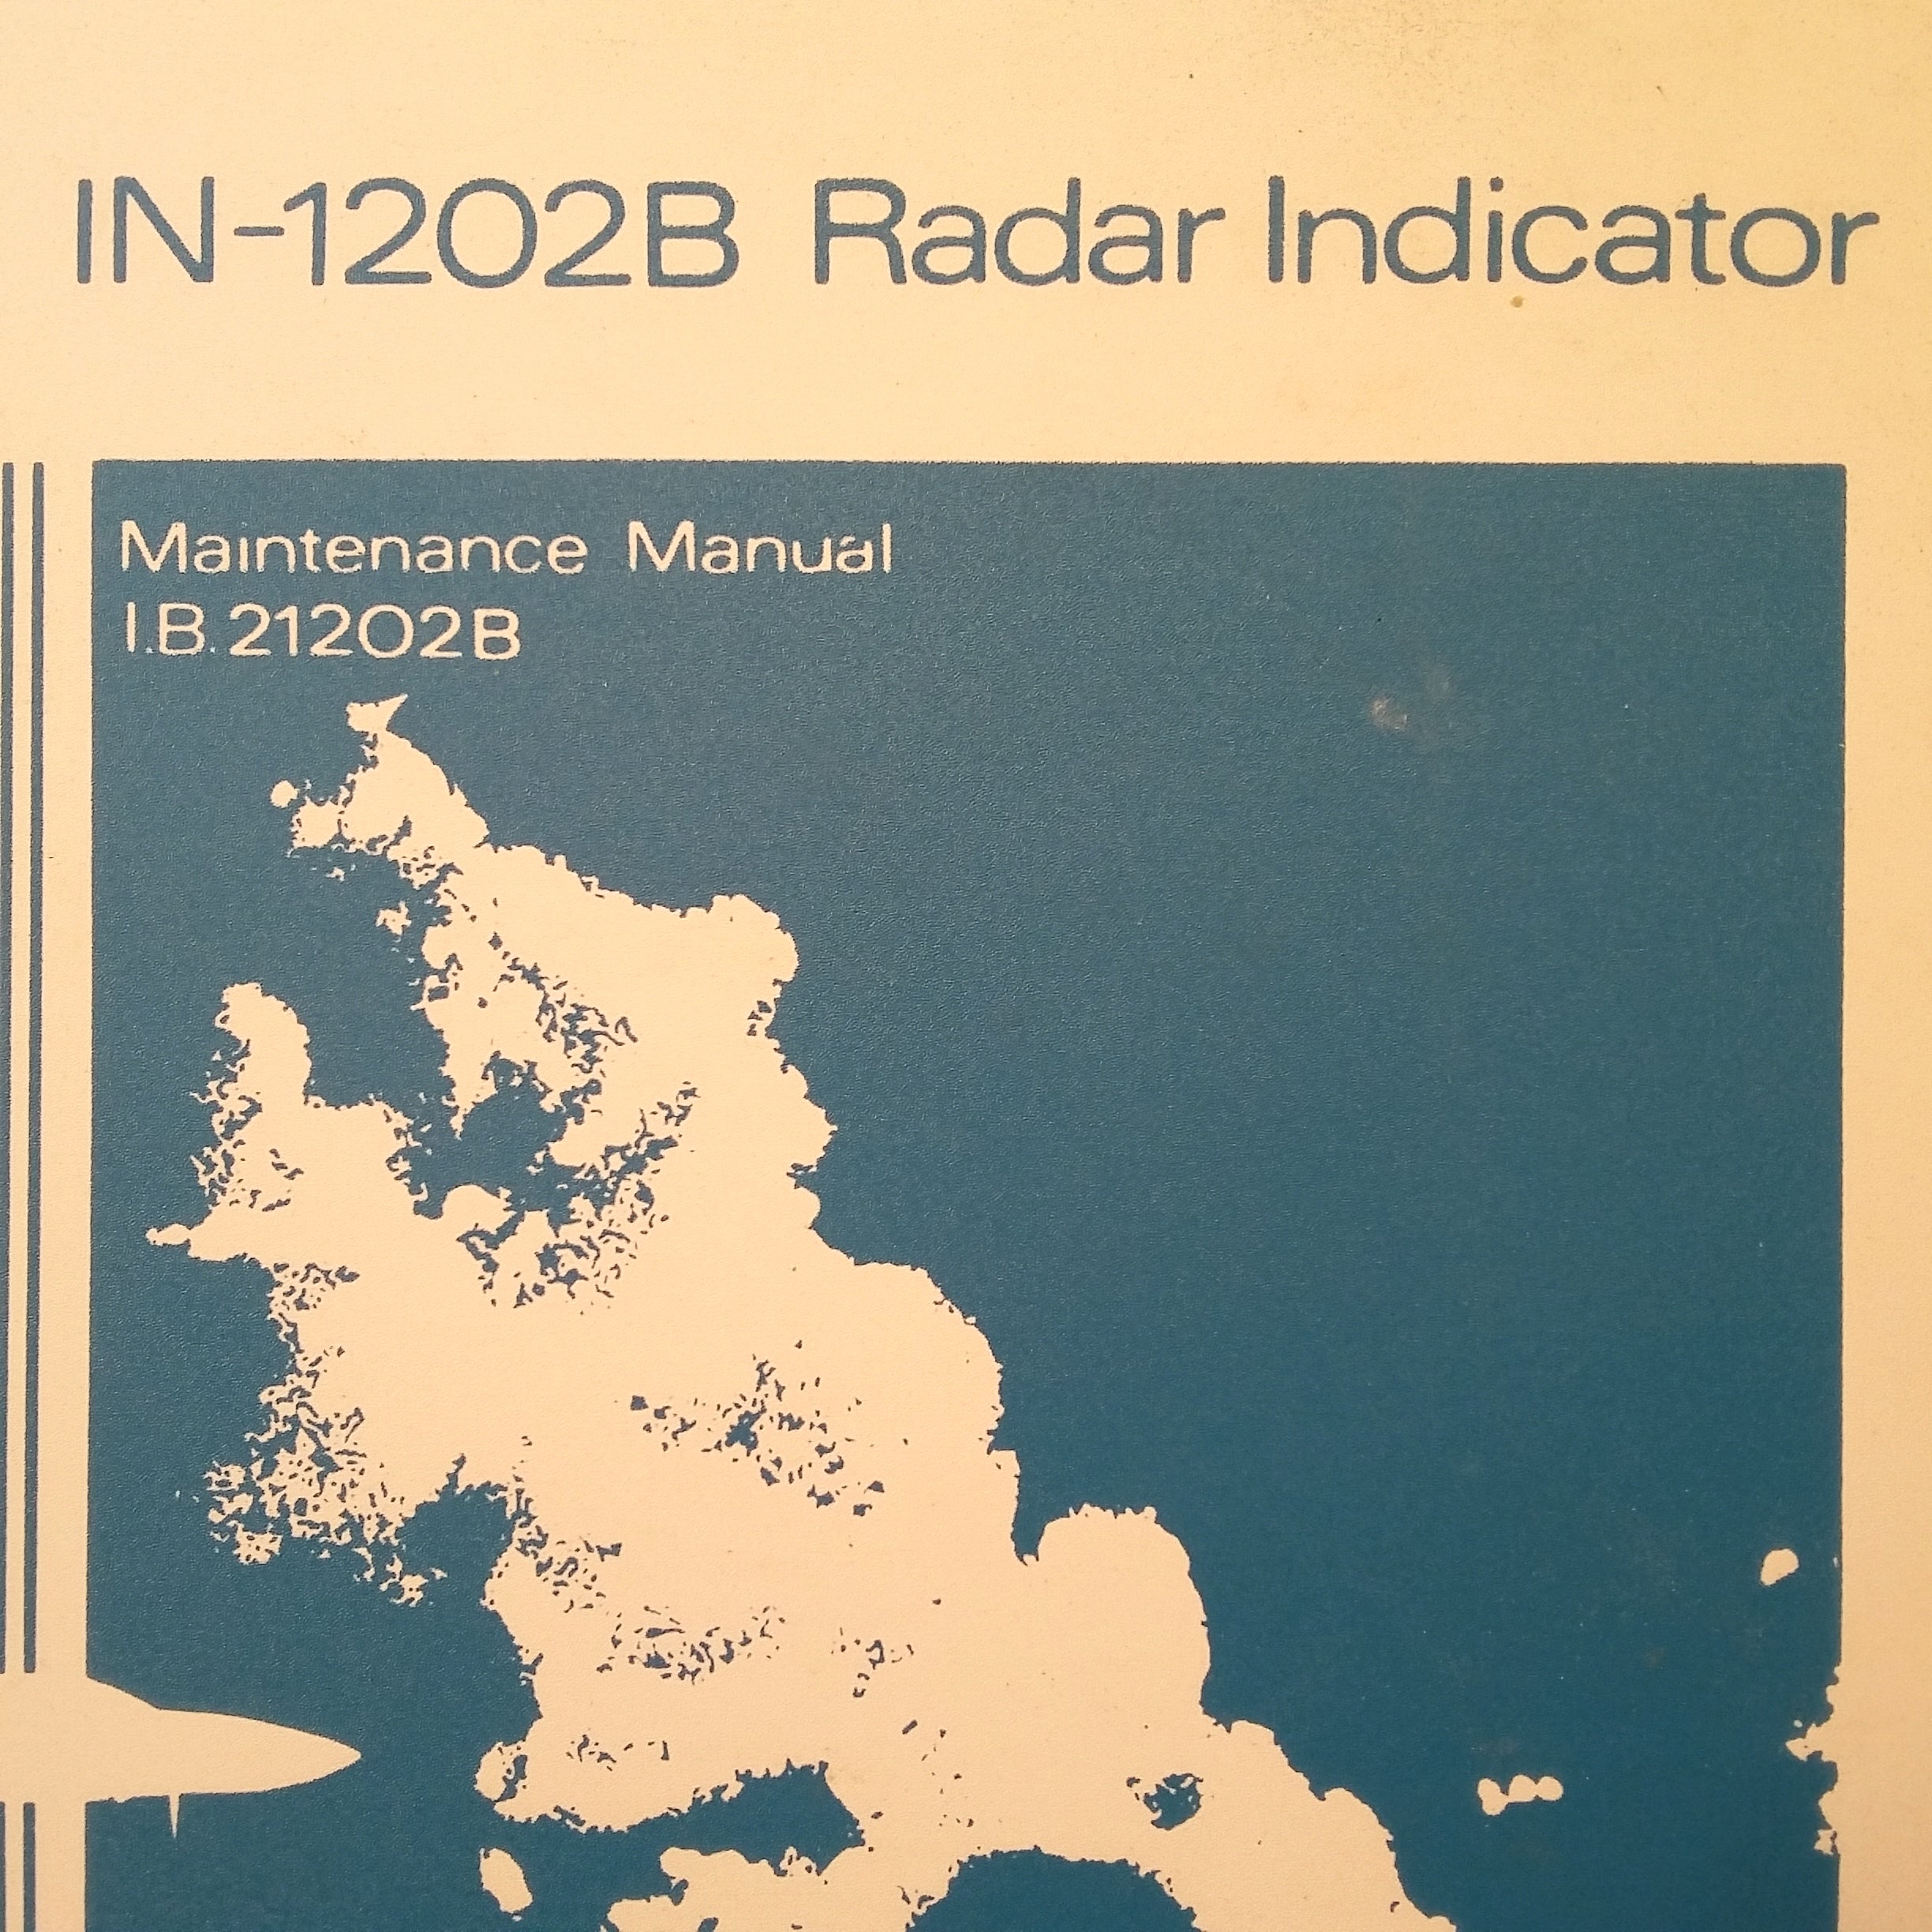 IN-1202B Radar Indicator
Maintenance Manual
I.B. 21202B